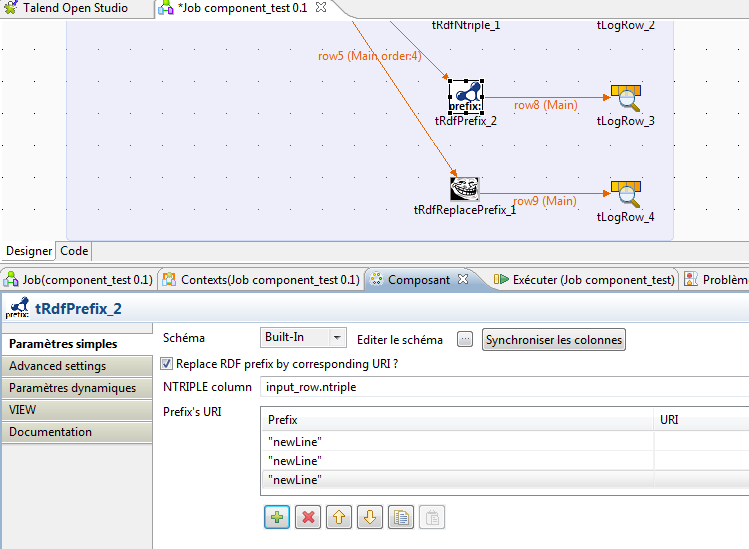 Talend Open Studio
*Job component_test 0.1
tRdfNtriple_1
tLogRow_2
row5 (Main order:4)
prefix:
row8 (Main)
tRdfPrefix_2
tLogRow_3
row9 (Main)
tRdfReplacePrefix_1
tLogRow_4
Designer
Code
Job(component_test 0.1)
Contexts(Job component_test 0.1)
Composant
Exécuter (Job component_test)
Problèm
prefix:
tRdfPrefix_2
Paramètres simples
Advanced settings
Paramètres dynamiques
VIEW
Documentation
Schéma
Built-In
Editer le schéma
...
Synchroniser les colonnes
Replace RDF prefix by corresponding URI ?
NTRIPLE column
input_row.ntriple
Prefix's URI
Prefix
URI
"newLine"
"newLine"
"newLine"